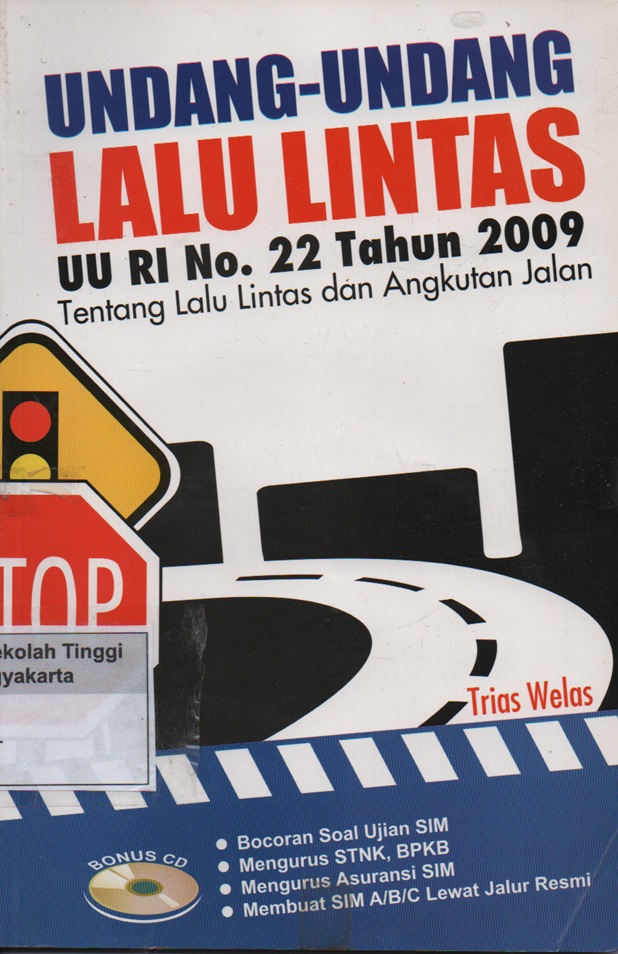 UNDANG-UNDANG
LALU LINTAS
UU RI No. 22 Tahun 2009
Tentang Lalu Lintas dan Angkutan Jalan
TOP
ekolah Tinggi
yakarta
Trias Welas
BONUS CD
• Bocoran Soal Ujian SIM
• Mengurus STNK, BPKB
• Mengurus Asuransi SIM
• Membuat SIM A/B/C Lewat Jalur Resmi